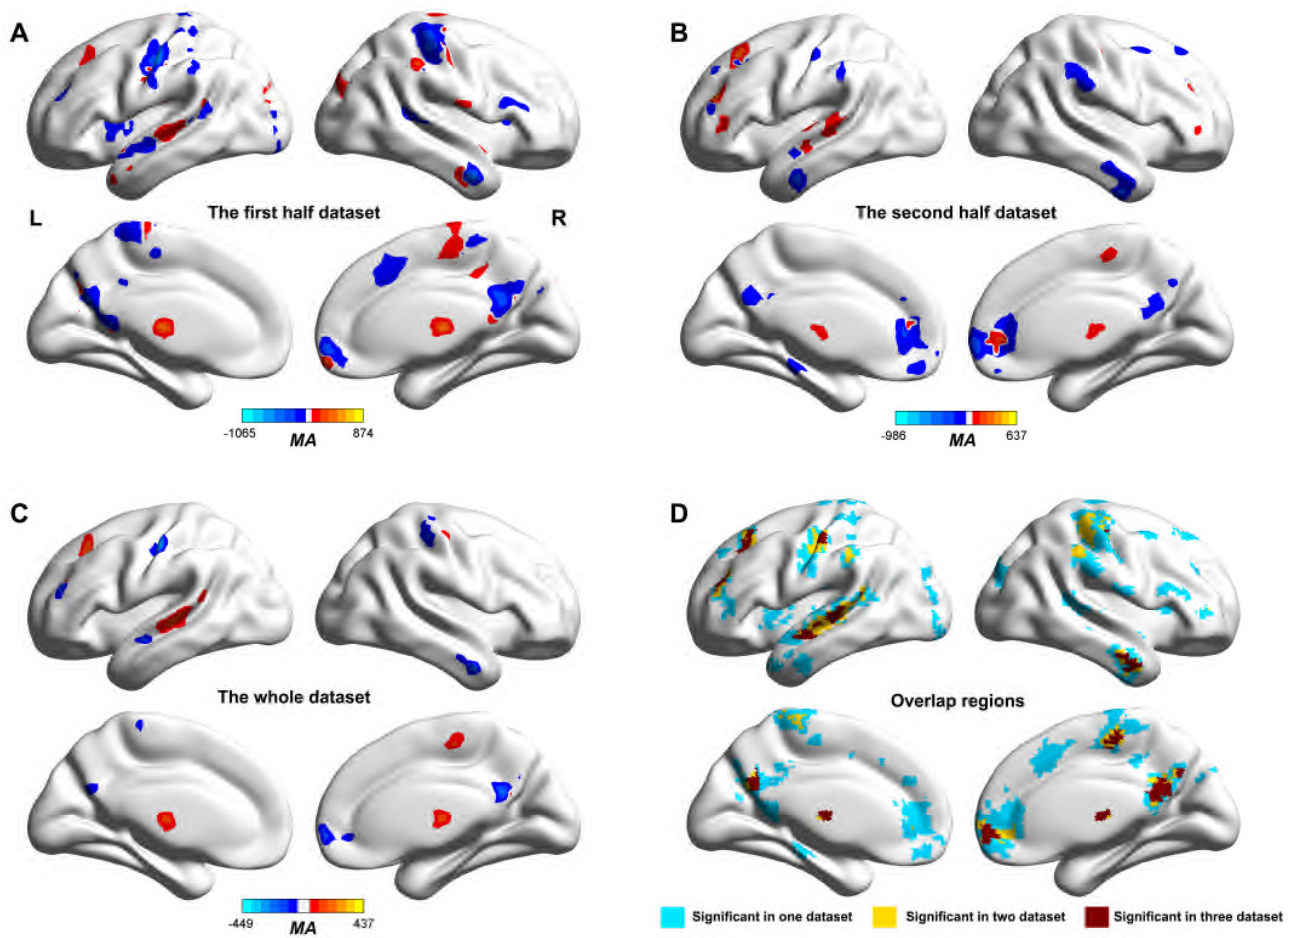 A
B
The first half dataset
L
R
-1065
874
MA
The second half dataset
-986
637
MA
C
D
The whole dataset
-449
437
MA
Overlap regions
Significant in one dataset
Significant in two dataset
Significant in three dataset